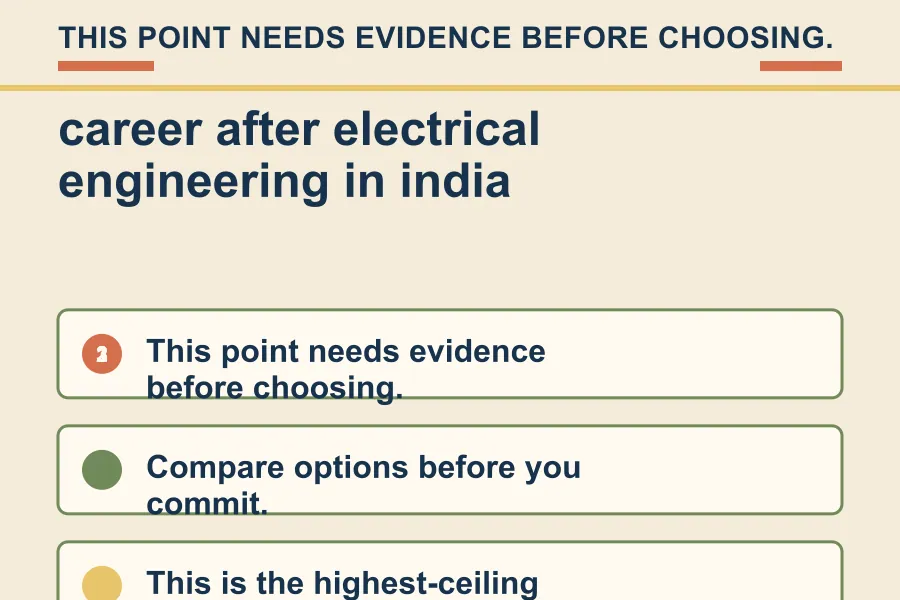 THIS POINT NEEDS EVIDENCE BEFORE CHOOSING.
career after electrical
engineering in india
This point needs evidence
before choosing.
Compare options before you
commit.
This is the highest-ceiling